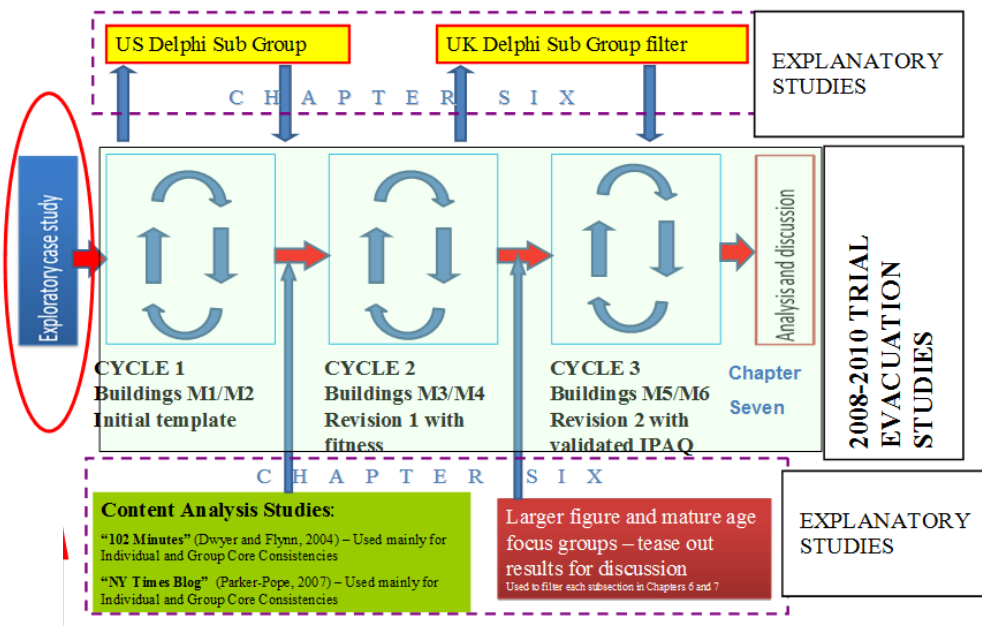 US Delphi Sub Group
UK Delphi Sub Group filter
EXPLANATORY
STUDIES
C H A P T E R S I X
Exploratory case study
CYCLE 1
Buildings M1/M2
Initial template
CYCLE 2
Buildings M3/M4
Revision 1 with
fitness
CYCLE 3
Buildings M5/M6
Revision 2 with
validated IPAQ
Analysis and discussion
Chapter
Seven
2008-2010 TRIAL
EVACUATION
STUDIES
C H A P T E R S I X
Content Analysis Studies:
“102 Minutes” (Dwyer and Flynn, 2004) – Used mainly for
Individual and Group Core Consistencies
“NY Times Blog” (Parker-Pope, 2007) – Used mainly for
Individual and Group Core Consistencies
Larger figure and mature age
focus groups – tease out
results for discussion
Used to filter each subsection in Chapters 6 and 7
EXPLANATORY
STUDIES